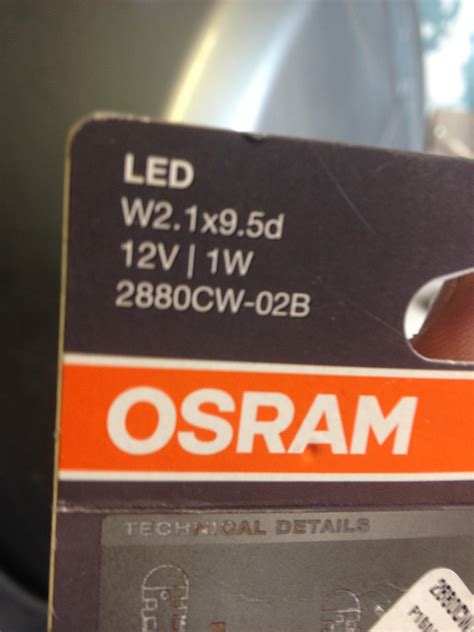 LED
W2.1x9.5d
12V | 1W
2880CW-02B
OSRAM
TECHNICAL DETAILS